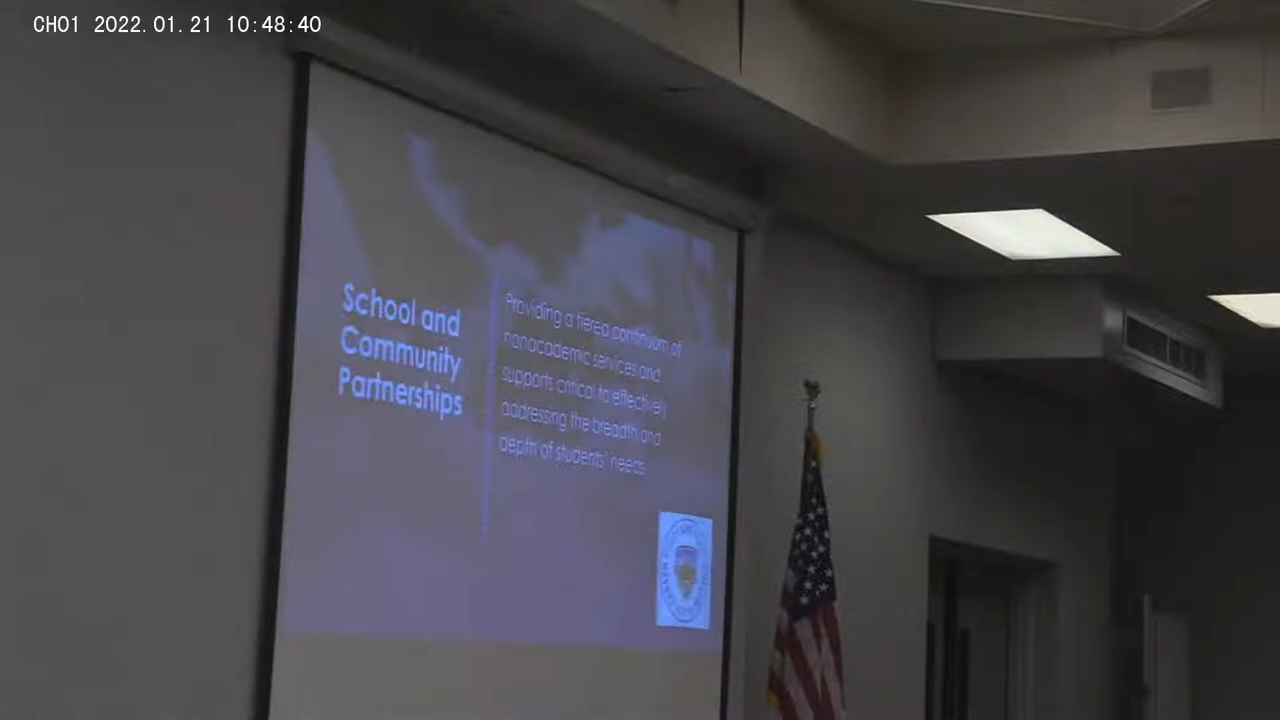 CH01 2022.01.21 10:48:40
School and
Community
Partnerships
Providing a tiered continuum of
nonacademic services and
supports critical to effectively
addressing the breadth and
depth of students' needs